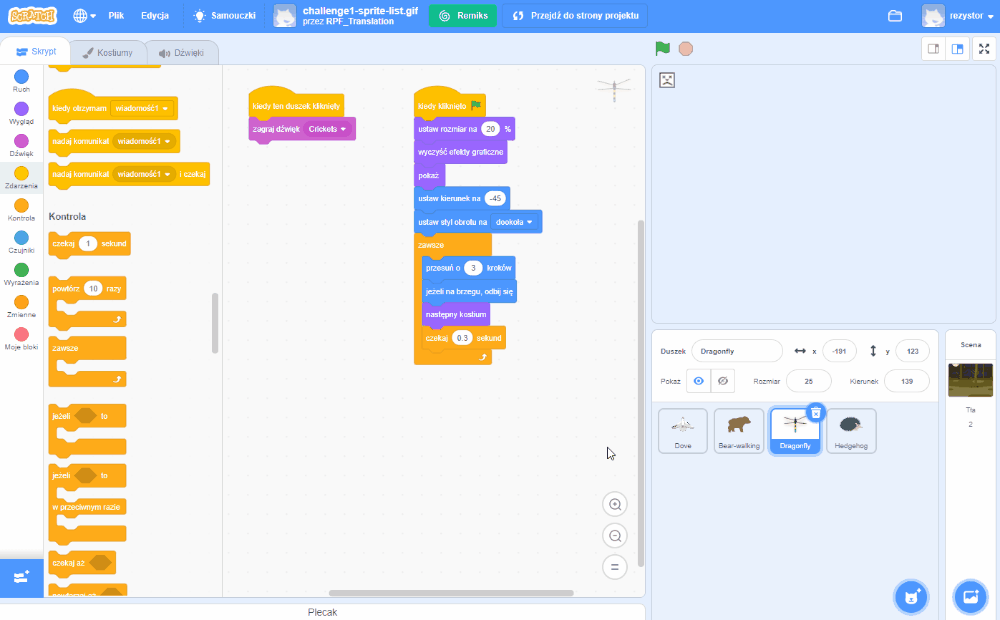 SCRATCH
Plik
Edycja
Samouczki
challenge1-sprite-list.gif
przez RPF_Translation
Remiks
Przejdź do strony projektu
rezystor
Skrypt
Kostiumy
Dźwięki
Ruch
Wygląd
Dźwięk
Zdarzenia
Kontrola
Czujniki
Wyrażenia
Zmienne
Moje bloki
kiedy otrzymam wiadomość1
nadaj komunikat wiadomość1
nadaj komunikat wiadomość1 i czekaj
Kontrola
czekaj 1 sekund
powtórz 10 razy
zawsze
jeżeli to
jeżeli to
w przeciwnym razie
czekaj aż
kiedy ten duszek kliknięty
zagraj dźwięk Crickets
kiedy kliknięto
ustaw rozmiar na 20 %
wyczyść efekty graficzne
pokaż
ustaw kierunek na -45
ustaw styl obrotu na dookoła
zawsze
przesuń o 3 kroków
jeżeli na brzegu, odbij się
następny kostium
czekaj 0.3 sekund
Plecak
Duszek
Dragonfly
x
-191
y
123
Pokaż
Rozmiar
25
Kierunek
139
Dove
Bear-walking
Dragonfly
Hedgehog
Scena
Tła
2